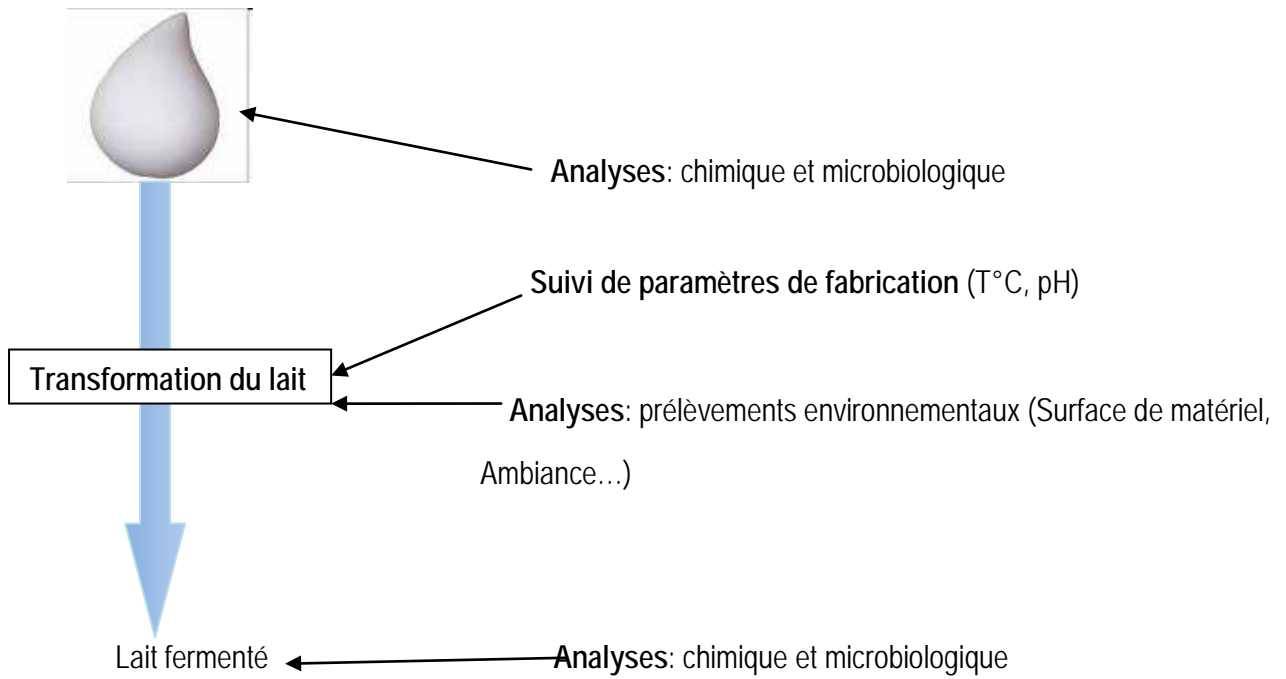 Analyses: chimique et microbiologique
Suivi de paramètres de fabrication (T°C, pH)
Transformation du lait
Analyses: prélèvements environnementaux (Surface de matériel,
Ambiance…)
Lait fermenté
Analyses: chimique et microbiologique